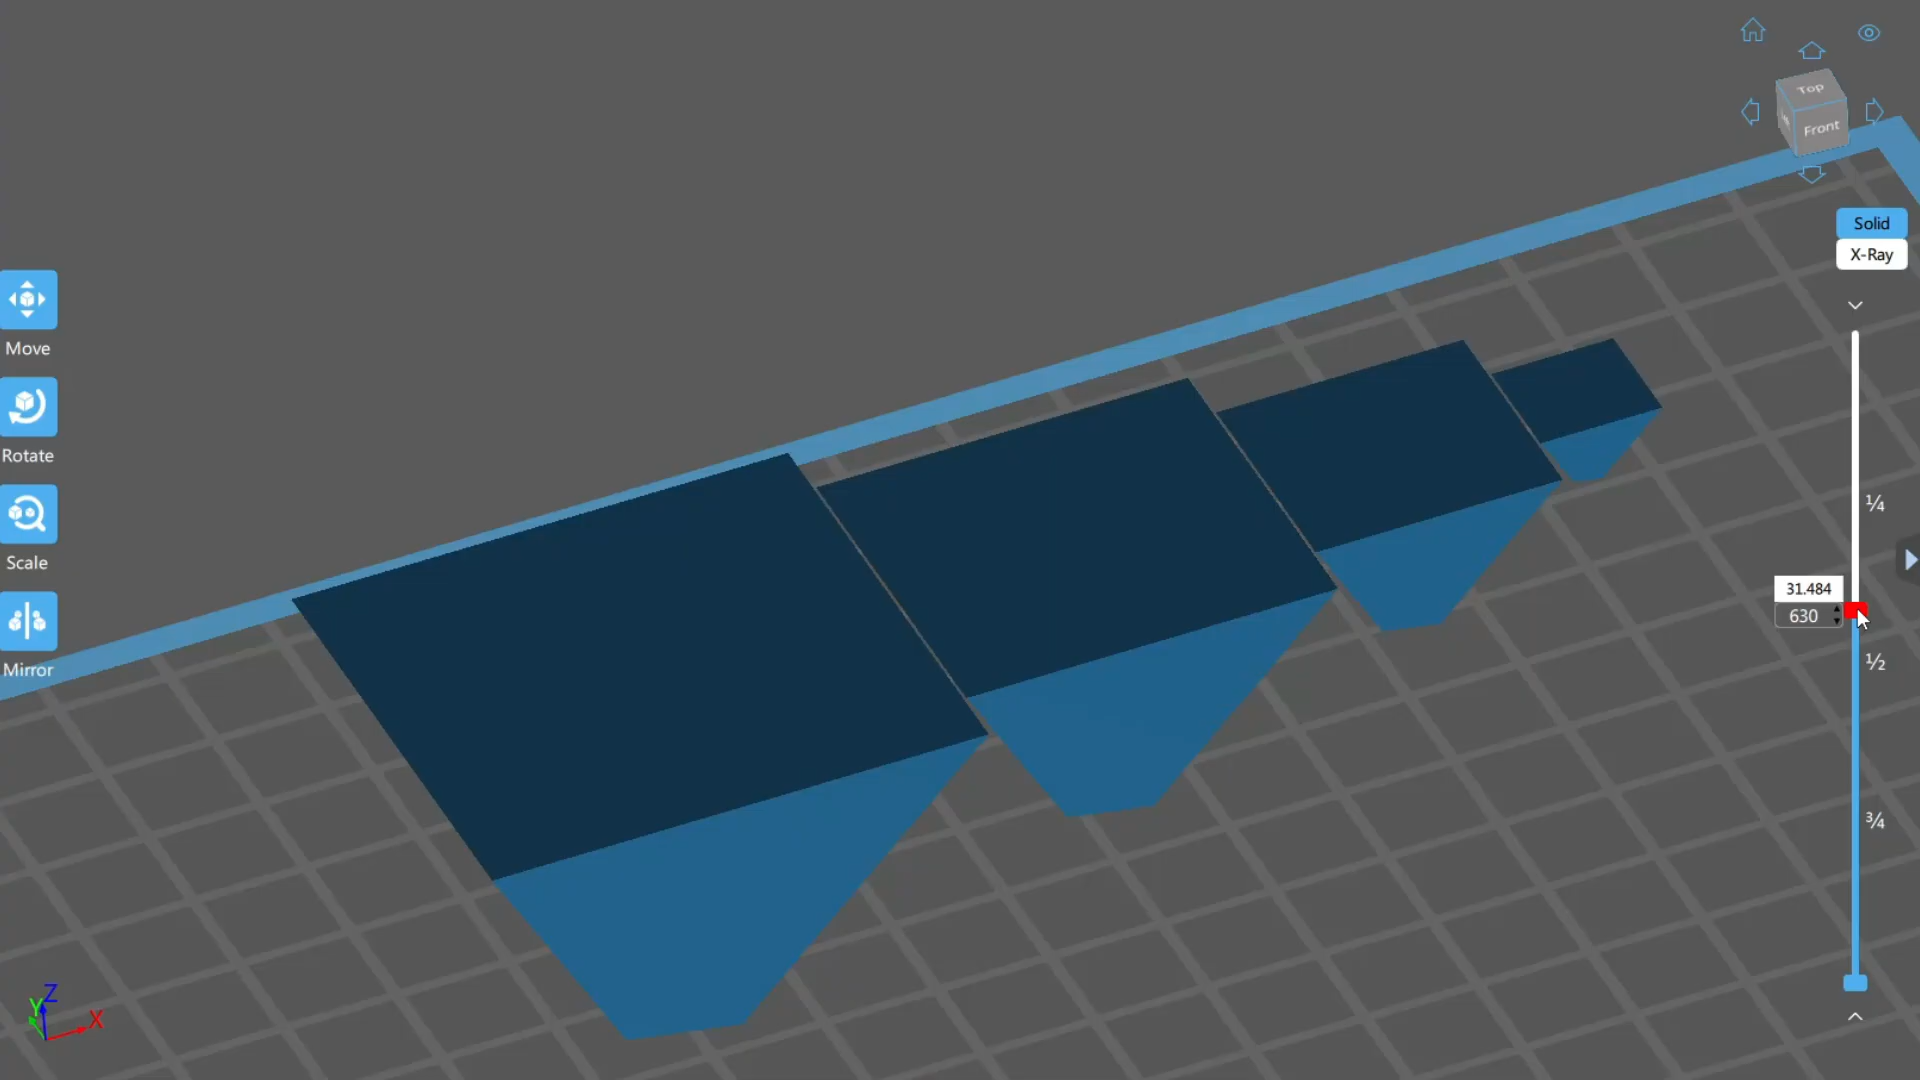 Top
Front
Solid
X-Ray
Move
Rotate
Scale
Mirror
¼
31.484
630
½
¾
Z
Y
X